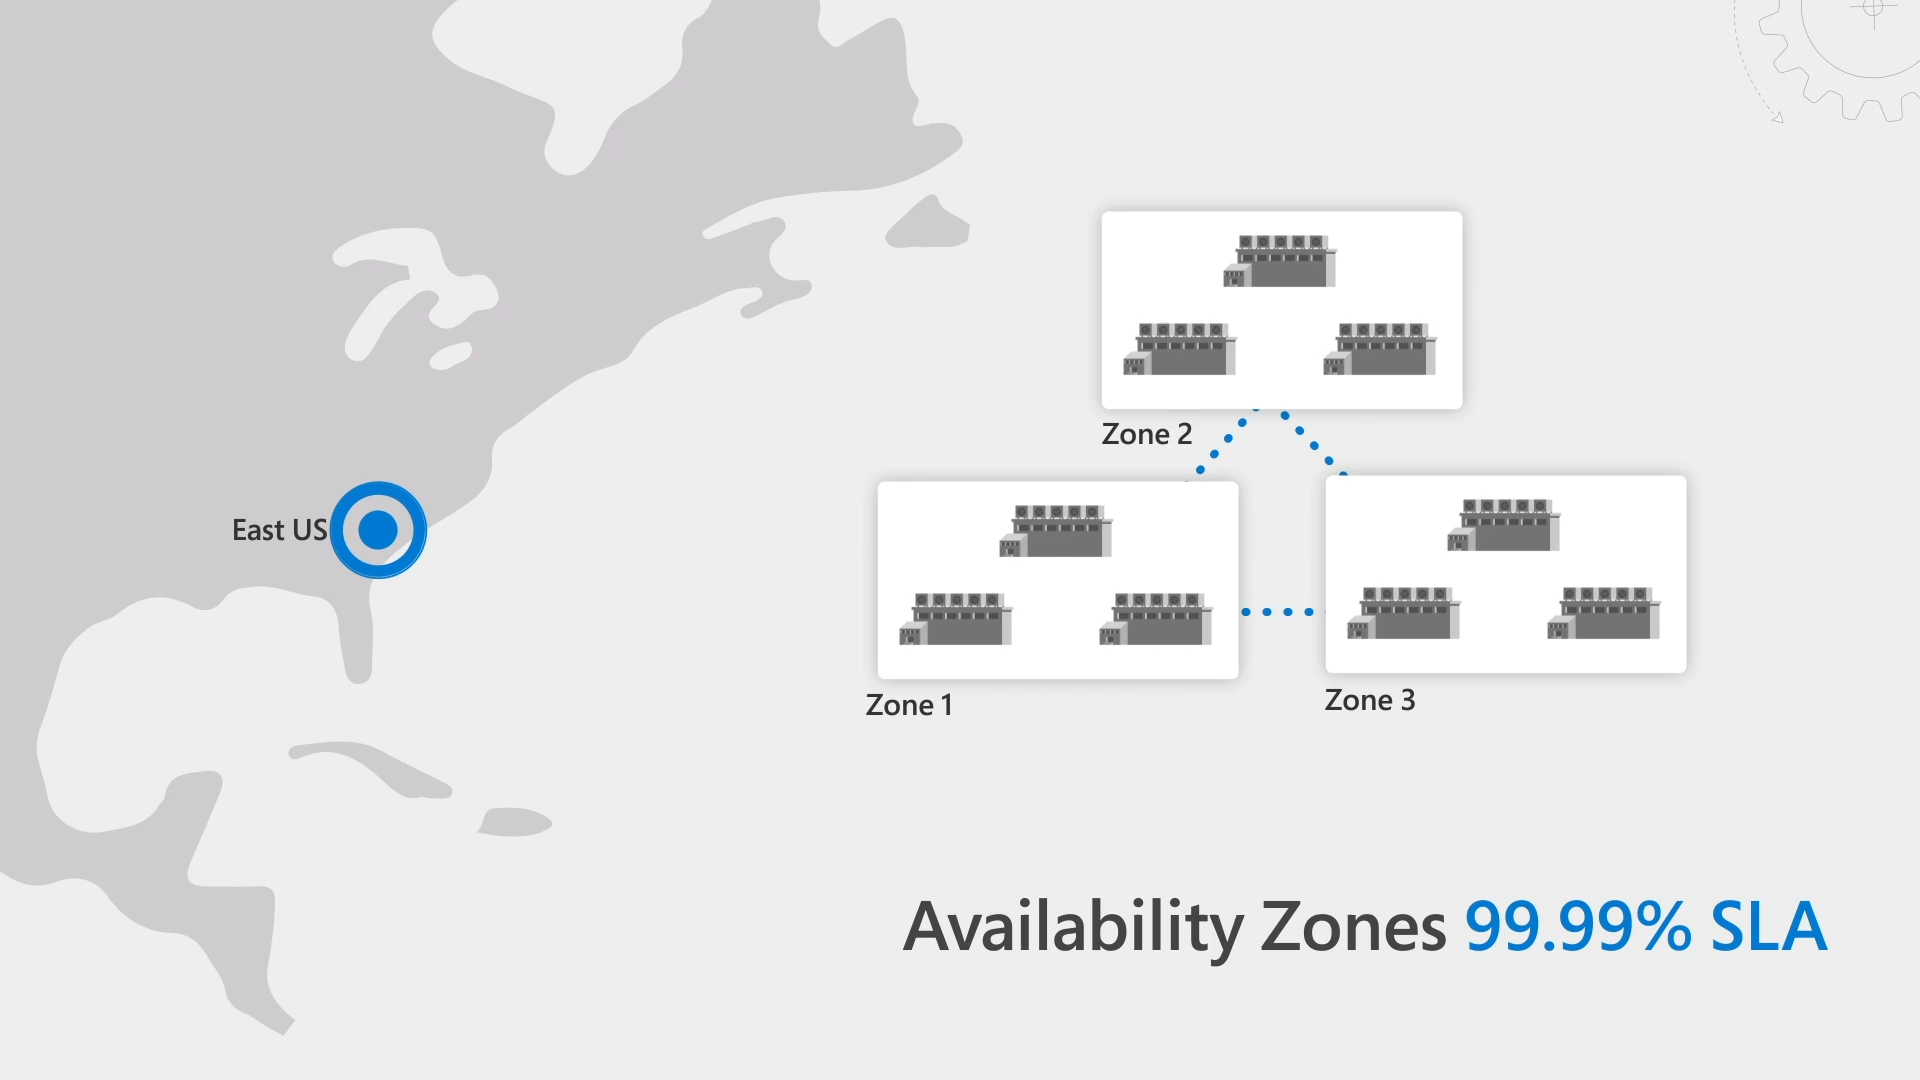 Zone 2
East US
Zone 1
Zone 3
Availability Zones 99.99% SLA